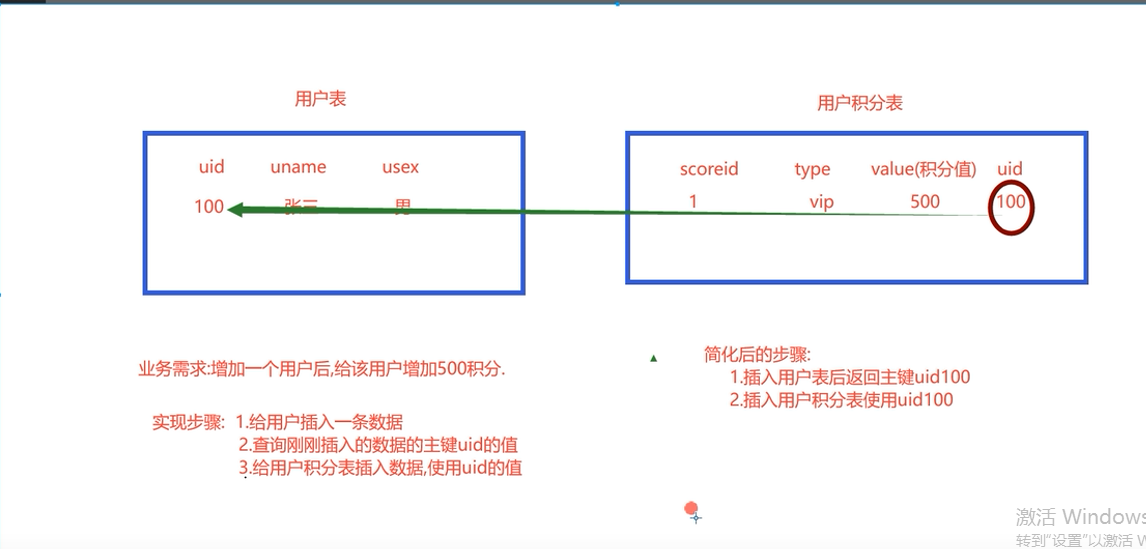 用户表
用户积分表
uid uname usex
100 张三 男
scoreid type value(积分值) uid
1 vip 500 100
业务需求:增加一个用户后,给该用户增加500积分.
实现步骤: 1.给用户插入一条数据
2.查询刚刚插入的数据的主键uid的值
3.给用户积分表插入数据,使用uid的值
简化后的步骤:
1.插入用户表后返回主键uid100
2.插入用户积分表使用uid100
激活 Windows
转到"设置"以激活 W